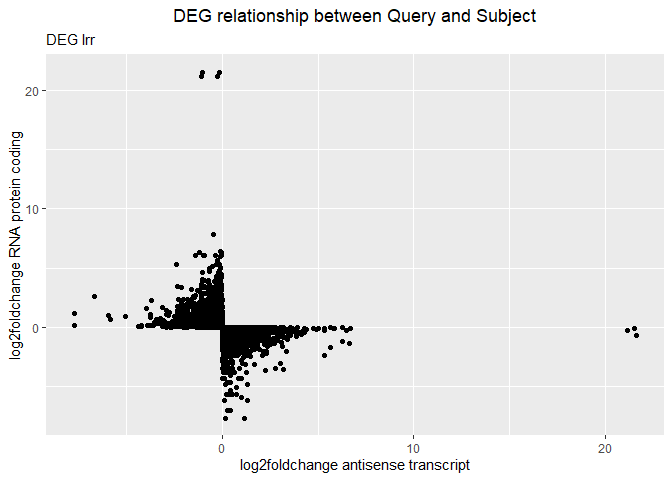 DEG relationship between Query and Subject
DEG lrr
20
10
0
0
10
20
log2foldchange RNA protein coding
log2foldchange antisense transcript